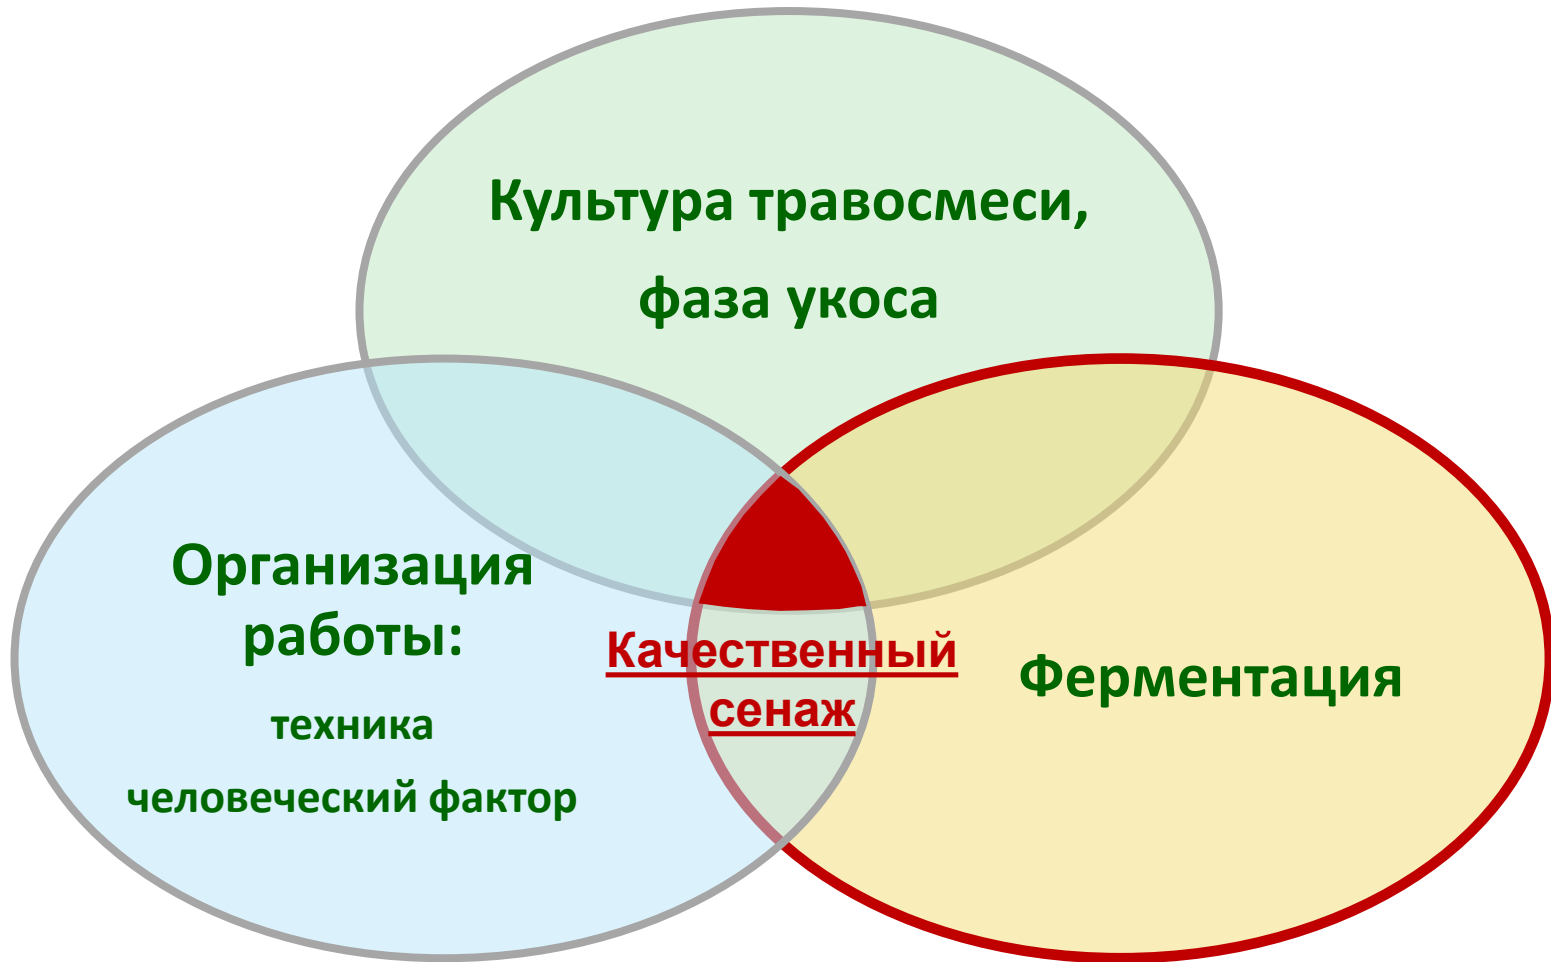 Культура травосмеси,
фаза укоса
Организация
работы:
техника
человеческий фактор
Качественный
сенаж
Ферментация